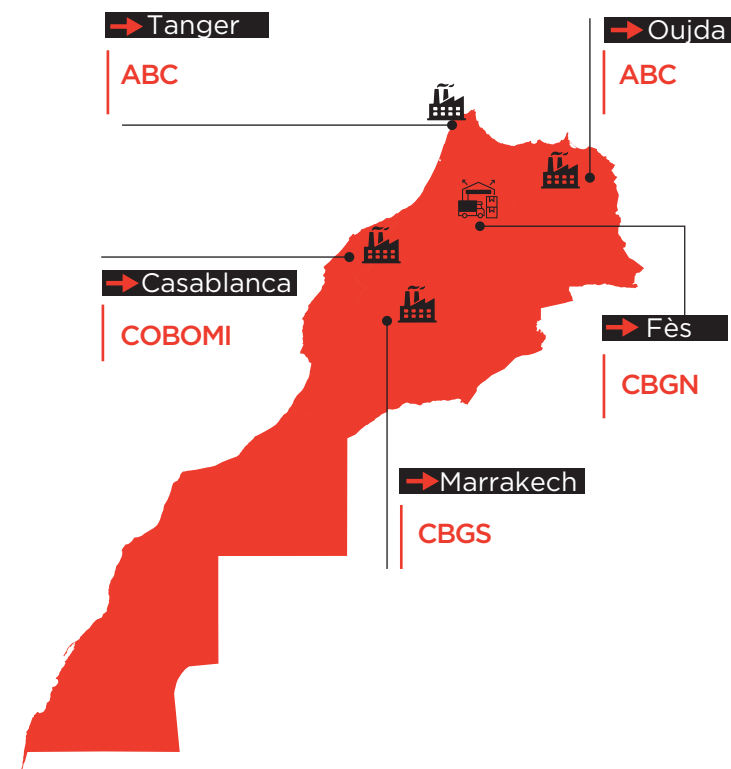 Tanger
ABC
Oujda
ABC
Casablanca
COBOMI
Fès
CBGN
Marrakech
CBGS